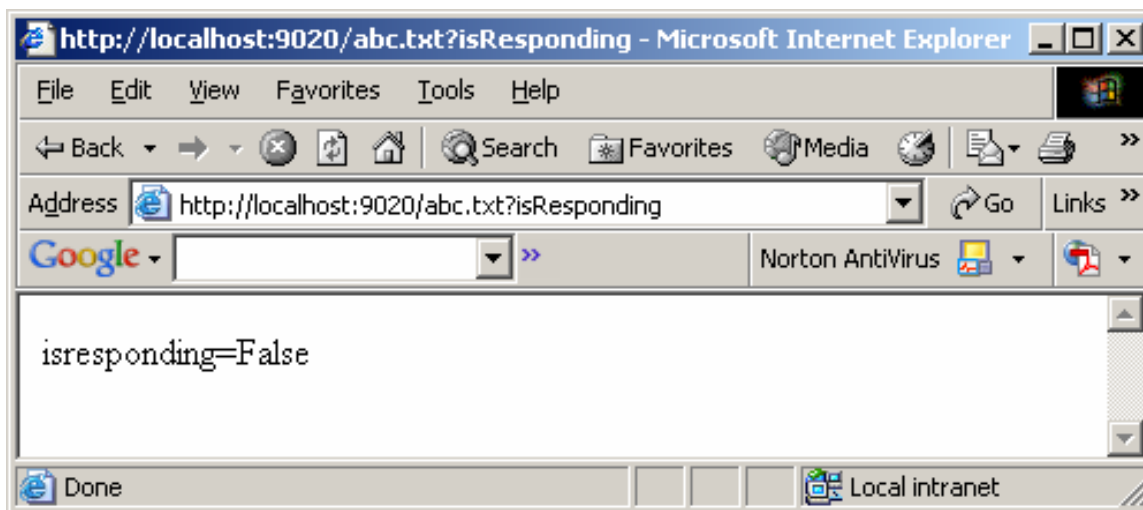 http://localhost:9020/abc.txt?isResponding - Microsoft Internet Explorer
File Edit View Favorites Tools Help
Back Search Favorites Media »
Address http://localhost:9020/abc.txt?isResponding Go Links »
Google » Norton AntiVirus
isresponding=False
Done Local intranet